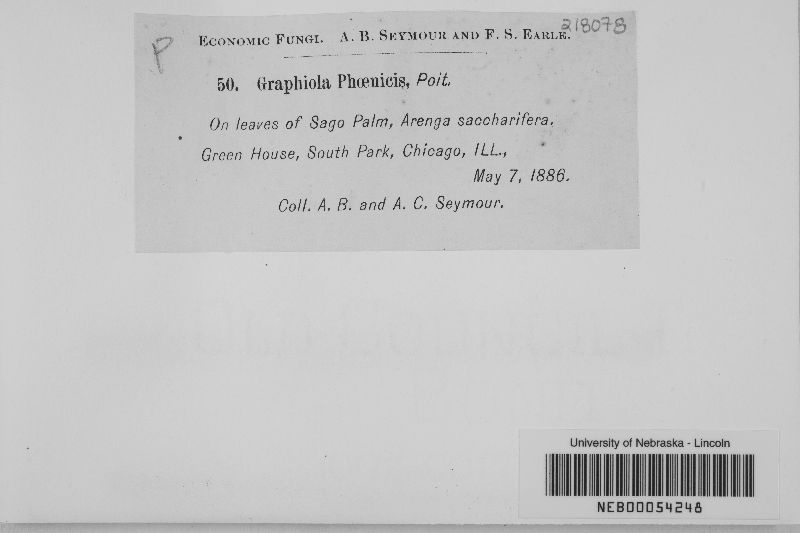 218078
P
Economic Fungi. A. B. Seymour and F. S. Earle.
50. Graphiola Phœnicis, Poit.
On leaves of Sago Palm, Arenga saccharifera.
Green House, South Park, Chicago, ILL.,
May 7, 1886.
Coll. A. B. and A. C. Seymour.
University of Nebraska - Lincoln
NEB00054248